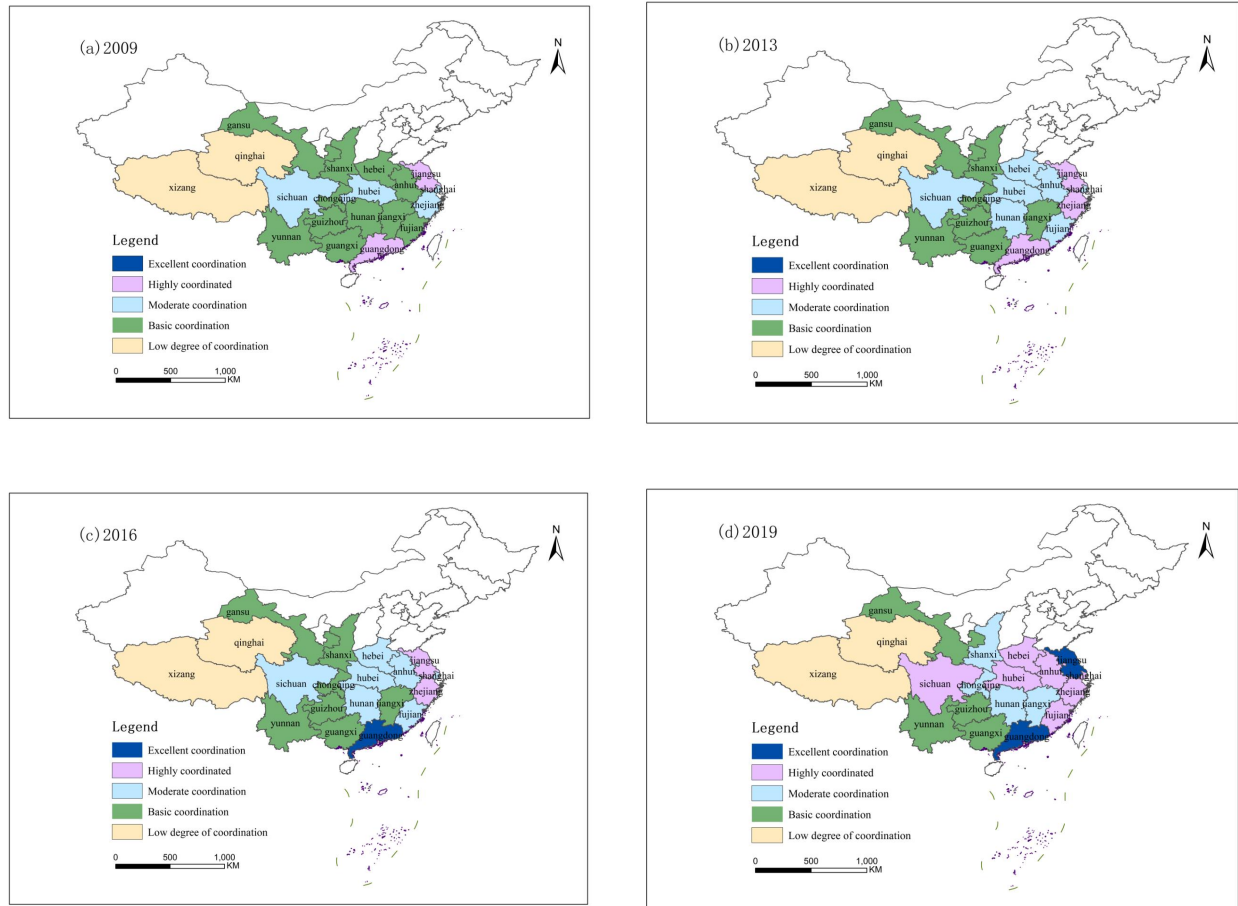 (a) 2009
N
gansu
qinghai
xizang
shanxi
hebei
jiangsu
anhui
shanghai
sichuan
chongqing
hubei
zhejiang
hunan
jiangxi
guizhou
fujian
yunnan
guangxi
guangdong
Legend
Excellent coordination
Highly coordinated
Moderate coordination
Basic coordination
Low degree of coordination
0 500 1,000
KM
(b) 2013
N
gansu
qinghai
xizang
shanxi
hebei
jiangsu
anhui
shanghai
sichuan
chongqing
hubei
zhejiang
hunan
jiangxi
guizhou
fujian
yunnan
guangxi
guangdong
Legend
Excellent coordination
Highly coordinated
Moderate coordination
Basic coordination
Low degree of coordination
0 500 1,000
KM
(c) 2016
N
gansu
qinghai
xizang
shanxi
hebei
jiangsu
anhui
shanghai
sichuan
chongqing
hubei
zhejiang
hunan
jiangxi
guizhou
fujian
yunnan
guangxi
guangdong
Legend
Excellent coordination
Highly coordinated
Moderate coordination
Basic coordination
Low degree of coordination
0 500 1,000
KM
(d) 2019
N
gansu
qinghai
xizang
shanxi
hebei
jiangsu
anhui
shanghai
sichuan
chongqing
hubei
zhejiang
hunan
jiangxi
guizhou
fujian
yunnan
guangxi
guangdong
Legend
Excellent coordination
Highly coordinated
Moderate coordination
Basic coordination
Low degree of coordination
0 500 1,000
KM